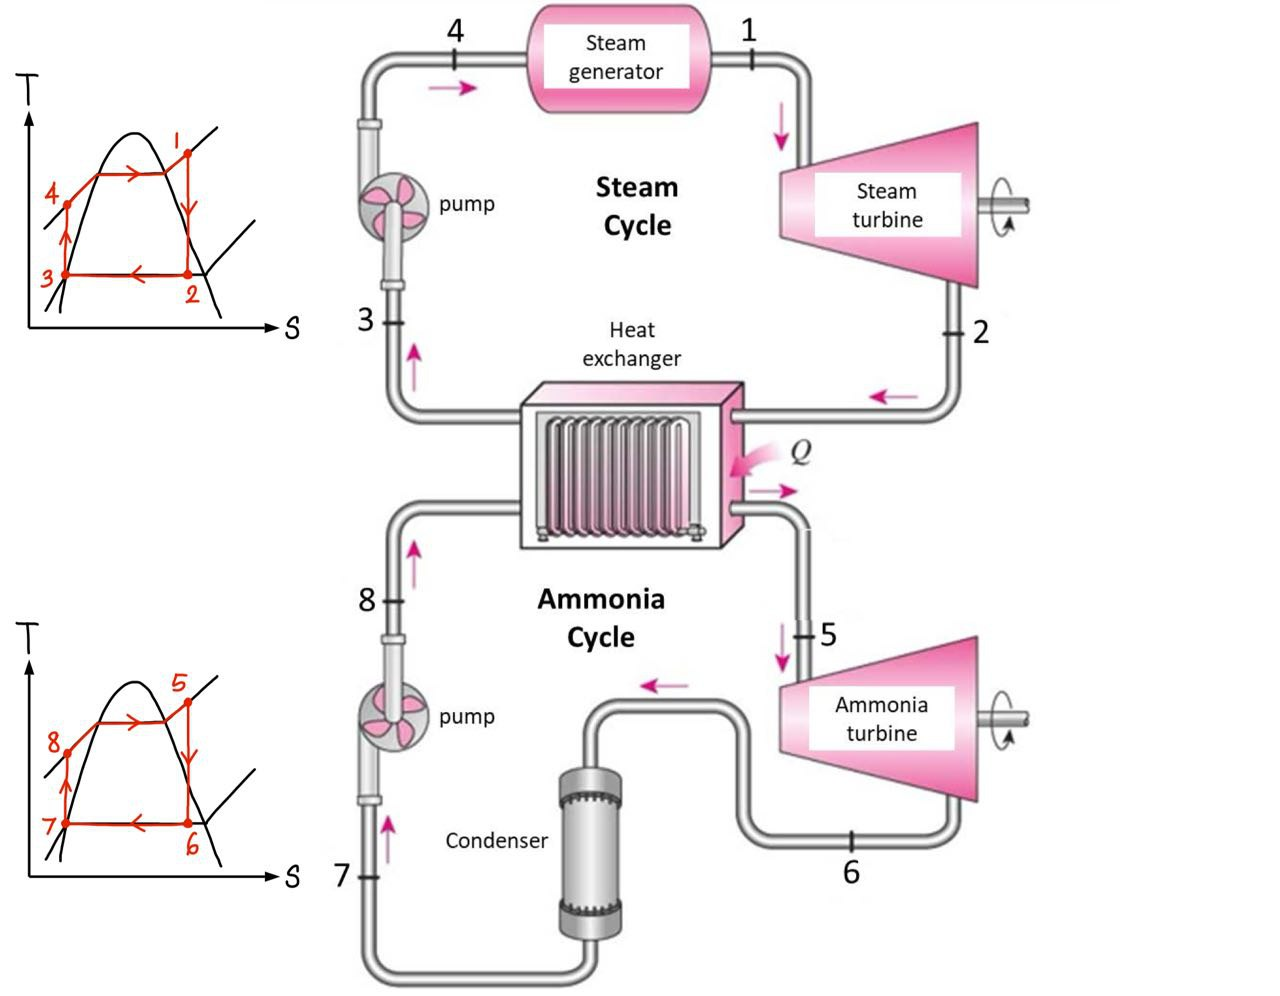 4
1
Steam
generator
T
1
4
3
2
S
pump
Steam
Cycle
Steam
turbine
3
2
Heat
exchanger
Q
8
Ammonia
Cycle
5
T
5
8
7
6
S
pump
Ammonia
turbine
Condenser
7
6